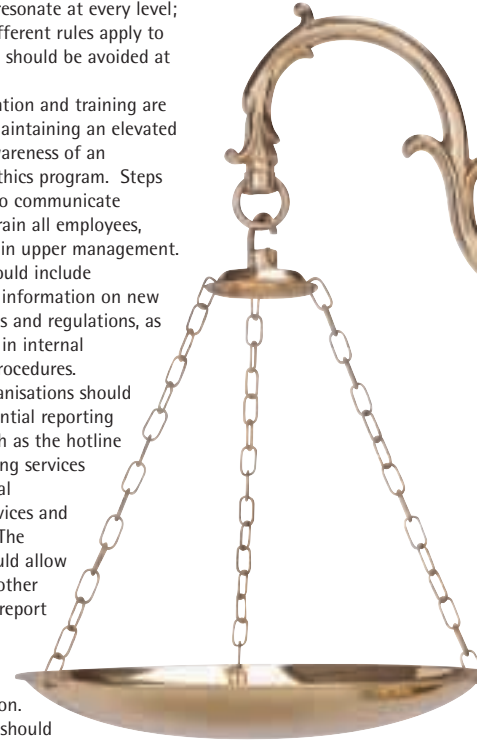 resonate at every level;
fferent rules apply to
should be avoided at
ation and training are
aintaining an elevated
wareness of an
thics program.  Steps
o communicate
rain all employees,
in upper management.
ould include
information on new
s and regulations, as
in internal
rocedures.
anisations should
ential reporting
h as the hotline
ng services
al
vices and
The
uld allow
other
report
on.
should